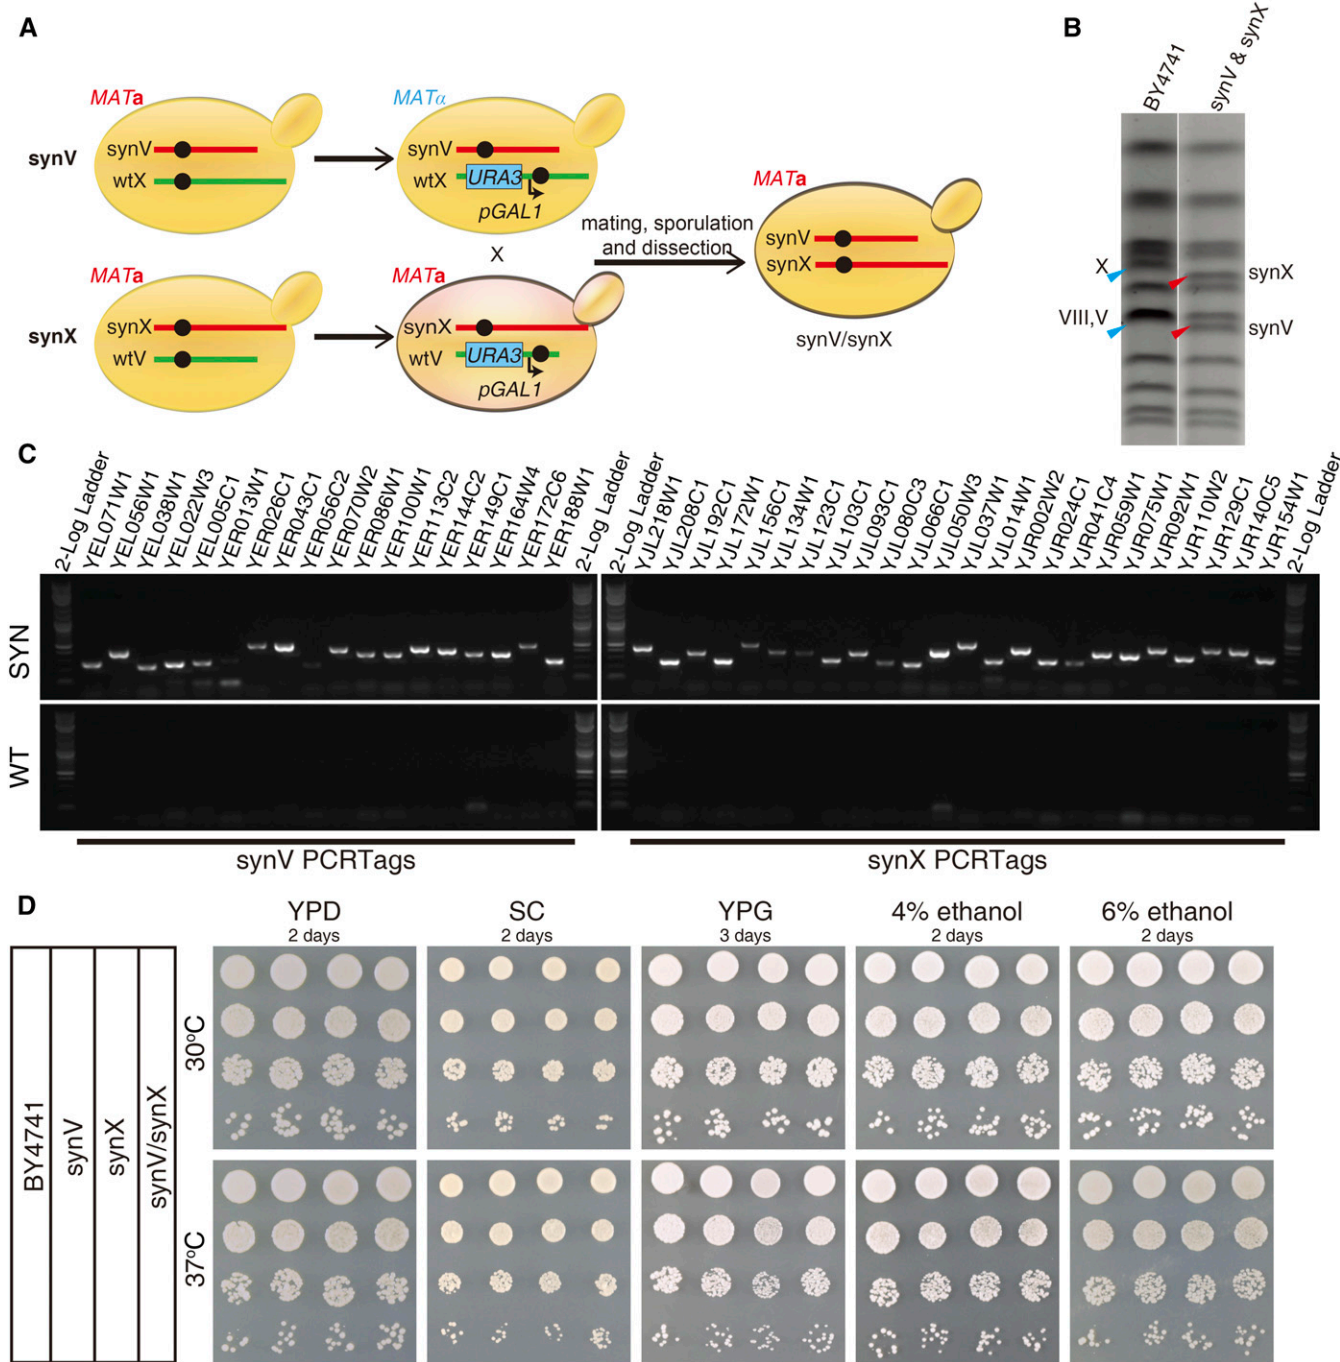 A
MATa
synV
synV
wtX
MATα
synV
wtX
URA3
pGAL1
X
MATa
synX
synX
wtV
MATa
synX
wtV
URA3
pGAL1
mating, sporulation
and dissection
MATa
synV
synX
synV/synX
B
BY4741
synV & synX
X
VIII,V
synX
synV
C
2-Log Ladder
YEL071W1
YEL056W1
YEL038W1
YEL022W3
YEL005C1
YER013W1
YER026C1
YER043C1
YER056C2
YER070W2
YER086W1
YER100W1
YER113C2
YER144C2
YER149C1
YER164W4
YER172C6
YER188W1
2-Log Ladder
2-Log Ladder
YJL218W1
YJL208C1
YJL192C1
YJL172W1
YJL156C1
YJL134W1
YJL123C1
YJL103C1
YJL093C1
YJL080C3
YJL066C1
YJL050W3
YJL037W1
YJL014W1
YJR002W2
YJR024C1
YJR041C4
YJR059W1
YJR075W1
YJR092W1
YJR110W2
YJR129C1
YJR140C5
YJR154W1
2-Log Ladder
SYN
WT
synV PCRTags
synX PCRTags
D
YPD
2 days
SC
2 days
YPG
3 days
4% ethanol
2 days
6% ethanol
2 days
BY4741
synV
synX
synV/synX
30°C
37°C